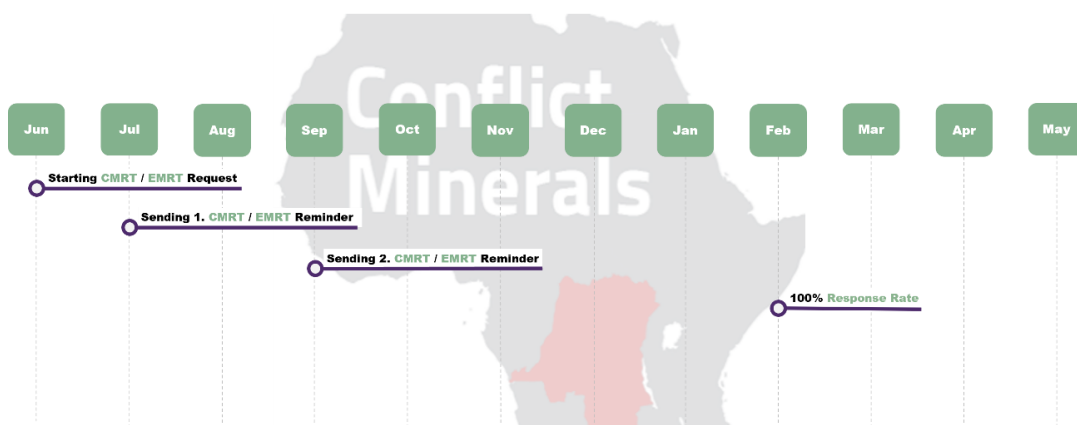 Conflict
Minerals
Jun Jul Aug Sep Oct Nov Dec Jan Feb Mar Apr May
Starting CMRT / EMRT Request
Sending 1. CMRT / EMRT Reminder
Sending 2. CMRT / EMRT Reminder
100% Response Rate